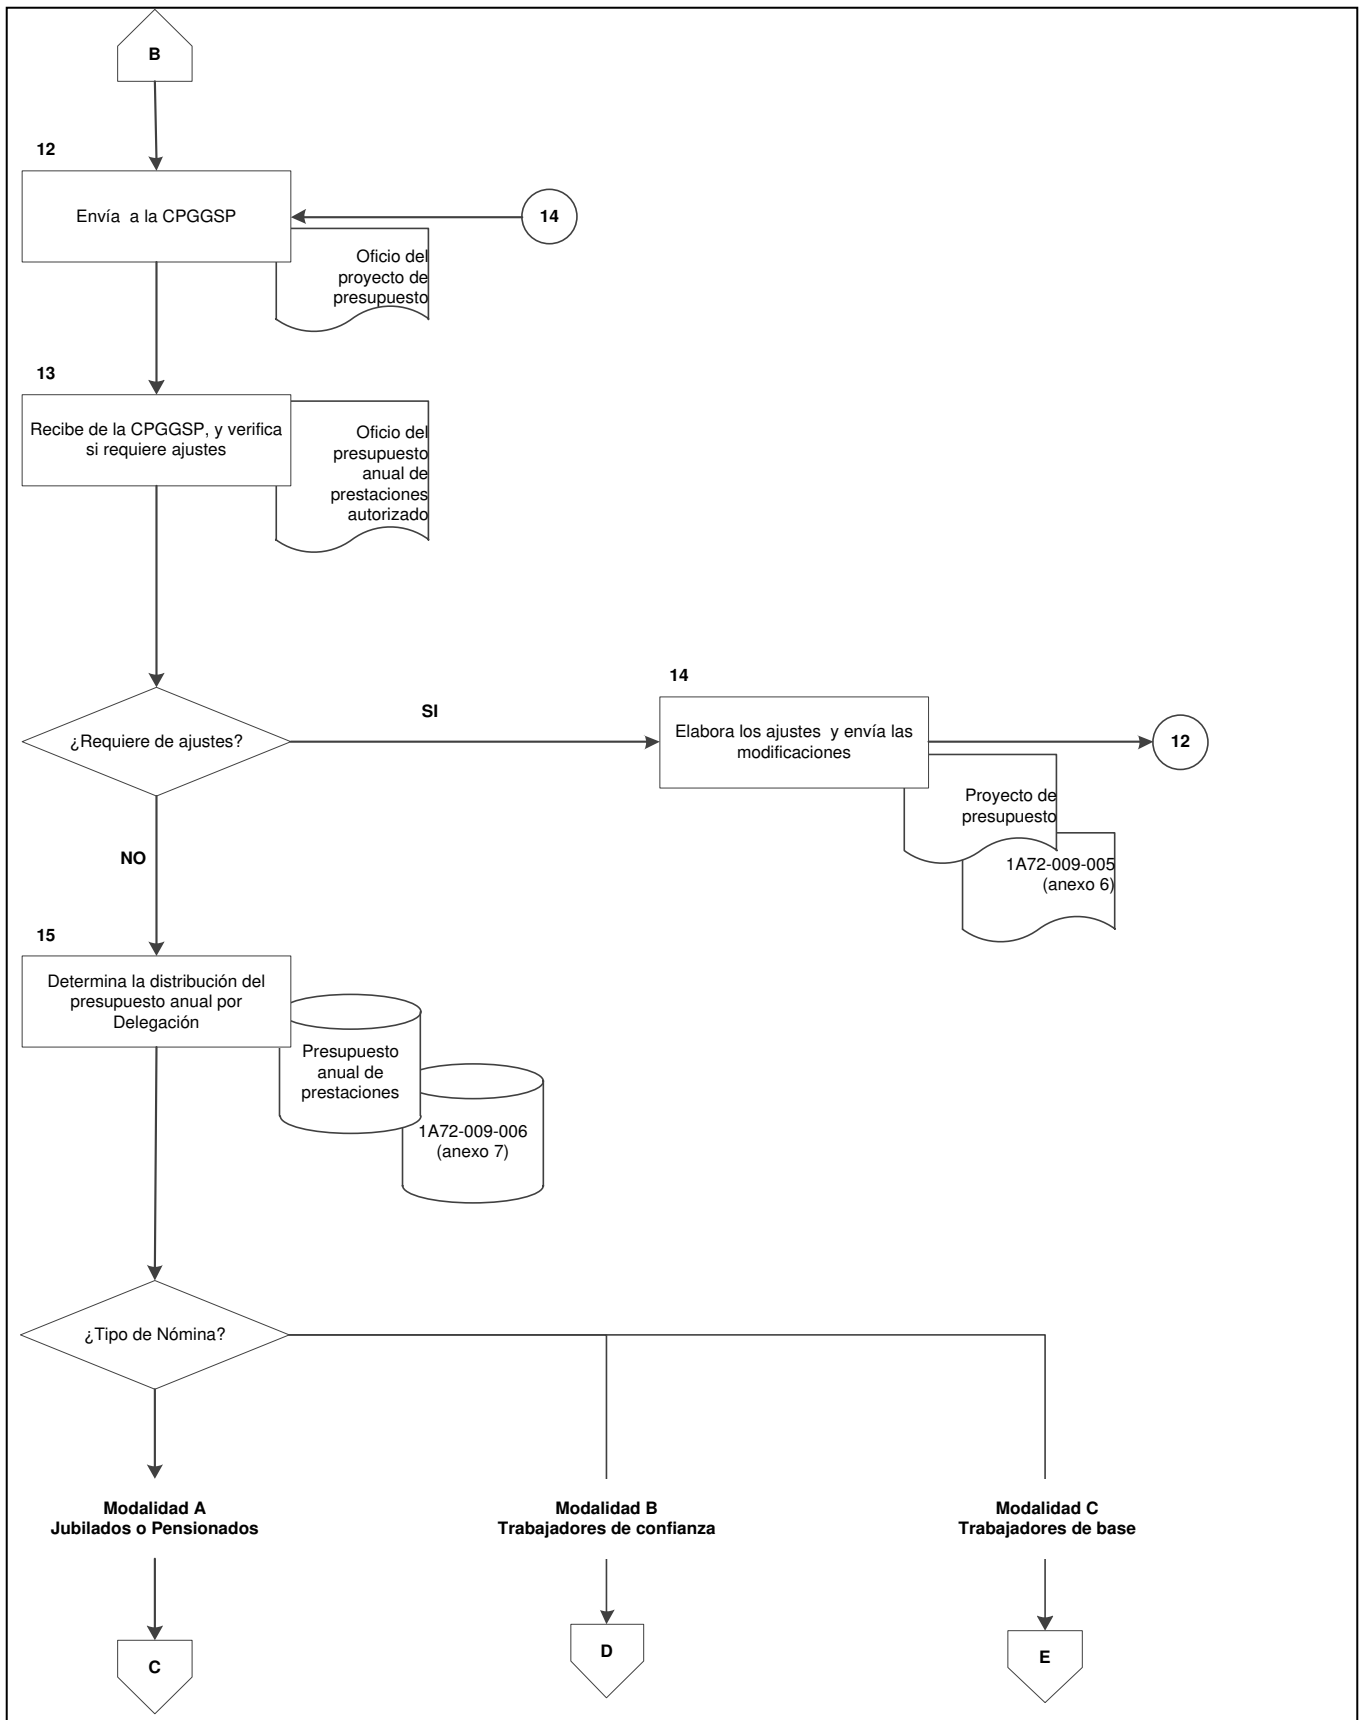 B
12
Envía a la CPGGSP
14
Oficio del
proyecto de
presupuesto
13
Recibe de la CPGGSP, y verifica
si requiere ajustes
Oficio del
presupuesto
anual de
prestaciones
autorizado
¿Requiere de ajustes?
SI
14
Elabora los ajustes y envía las
modificaciones
12
Proyecto de
presupuesto
1A72-009-005
(anexo 6)
NO
15
Determina la distribución del
presupuesto anual por
Delegación
Presupuesto
anual de
prestaciones
1A72-009-006
(anexo 7)
¿Tipo de Nómina?
Modalidad A
Jubilados o Pensionados
Modalidad B
Trabajadores de confianza
Modalidad C
Trabajadores de base
C
D
E